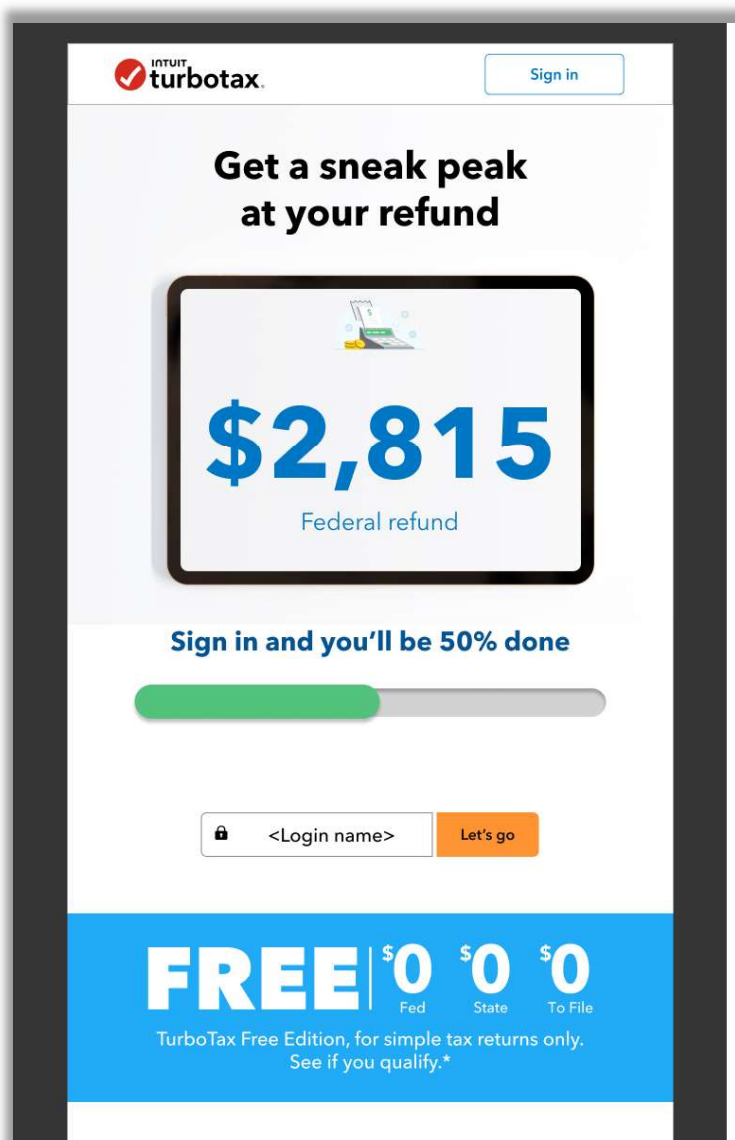 INTUIT
turbotax.
Sign in
Get a sneak peak
at your refund
$
$2,815
Federal refund
Sign in and you'll be 50% done
<Login name>
Let's go
FREE $0 $0 $0
Fed State To File
TurboTax Free Edition, for simple tax returns only.
See if you qualify.*